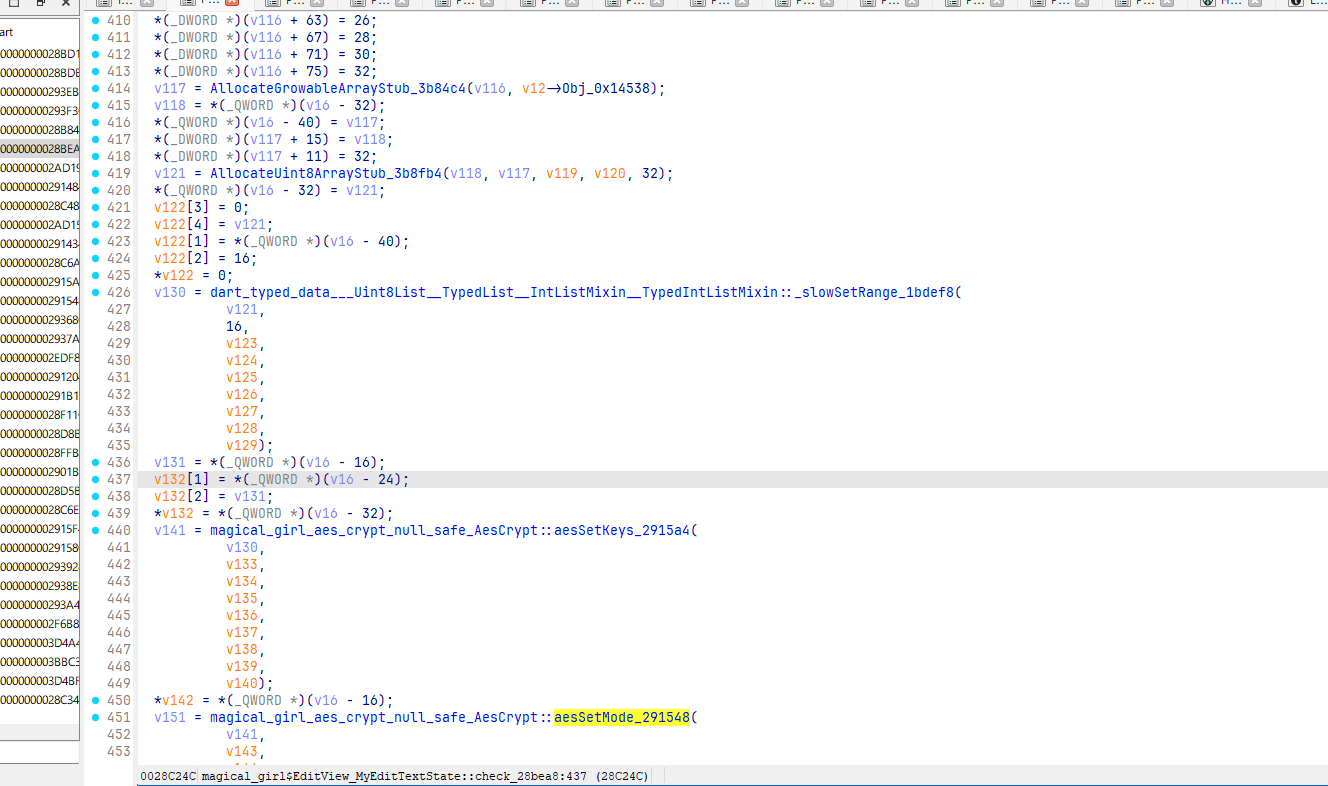 art
0000000028BD1
0000000028BDE
00000000293EB
00000000293F3
0000000028B84
0000000028BEA
000000002AD19
0000000029148
0000000028C48
000000002AD15
0000000029143
0000000028C6A
000000002915A
0000000029154
0000000029368
000000002937A
000000002EDF8
0000000029120
00000000291B1
0000000028F11
0000000028D8B
0000000028FFB
000000002901B
0000000028D5B
0000000028C6E
000000002915F
0000000029158
0000000029392
000000002938E
00000000293A4
000000002F6B8
000000003D4A4
000000003BBC3
000000003D4BF
0000000028C34
410 *(_DWORD *)(v116 + 63) = 26;
411 *(_DWORD *)(v116 + 67) = 28;
412 *(_DWORD *)(v116 + 71) = 30;
413 *(_DWORD *)(v116 + 75) = 32;
414 v117 = AllocateGrowableArrayStub_3b84c4(v116, v12->Obj_0x14538);
415 v118 = *(_QWORD *)(v16 - 32);
416 *(_QWORD *)(v16 - 40) = v117;
417 *(_DWORD *)(v117 + 15) = v118;
418 *(_DWORD *)(v117 + 11) = 32;
419 v121 = AllocateUint8ArrayStub_3b8fb4(v118, v117, v119, v120, 32);
420 *(_QWORD *)(v16 - 32) = v121;
421 v122[3] = 0;
422 v122[4] = v121;
423 v122[1] = *(_QWORD *)(v16 - 40);
424 v122[2] = 16;
425 *v122 = 0;
426 v130 = dart_typed_data___Uint8List__TypedList__IntListMixin__TypedIntListMixin::_slowSetRange_1bdef8(
427 v121,
428 16,
429 v123,
430 v124,
431 v125,
432 v126,
433 v127,
434 v128,
435 v129);
436 v131 = *(_QWORD *)(v16 - 16);
437 v132[1] = *(_QWORD *)(v16 - 24);
438 v132[2] = v131;
439 *v132 = *(_QWORD *)(v16 - 32);
440 v141 = magical_girl_aes_crypt_null_safe_AesCrypt::aesSetKeys_2915a4(
441 v130,
442 v133,
443 v134,
444 v135,
445 v136,
446 v137,
447 v138,
448 v139,
449 v140);
450 *v142 = *(_QWORD *)(v16 - 16);
451 v151 = magical_girl_aes_crypt_null_safe_AesCrypt::aesSetMode_291548(
452 v141,
453 v143,
0028C24C magical_girl$EditView_MyEditTextState::check_28bea8:437 (28C24C)